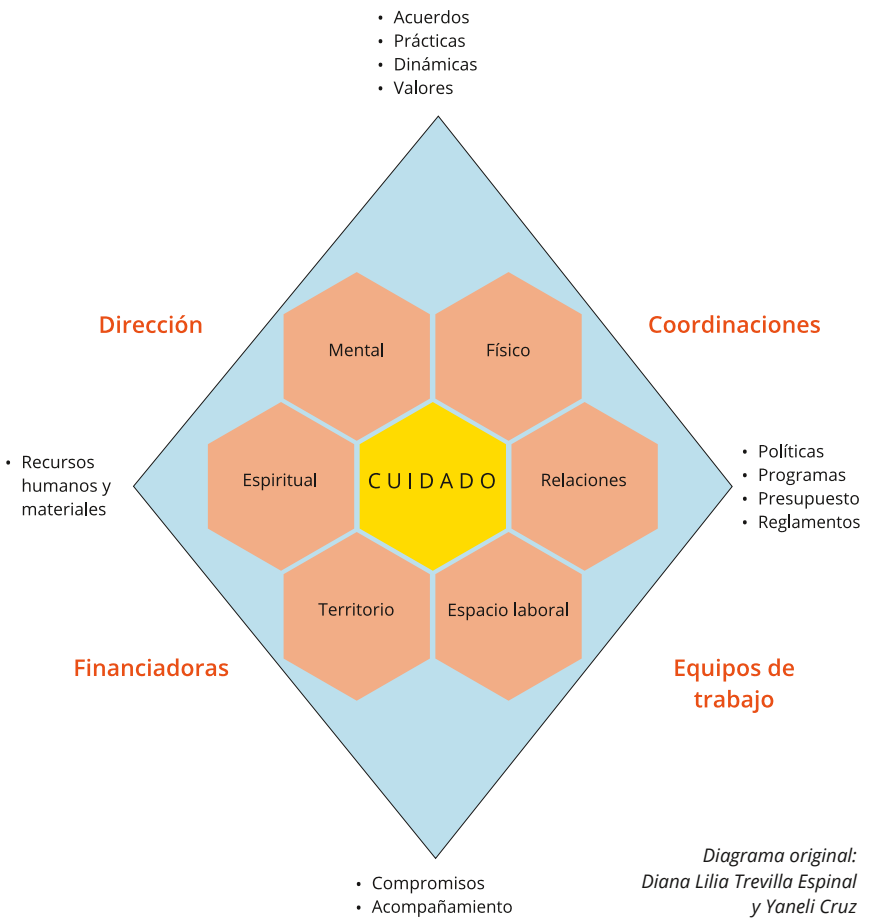 • Acuerdos
• Prácticas
• Dinámicas
• Valores
Dirección
Coordinaciones
Mental
Físico
• Recursos
humanos y
materiales
Espiritual
CUIDADO
Relaciones
• Políticas
• Programas
• Presupuesto
• Reglamentos
Territorio
Espacio laboral
Financiadoras
Equipos de
trabajo
• Compromisos
• Acompañamiento
Diagrama original:
Diana Lilia Trevilla Espinal
y Yaneli Cruz